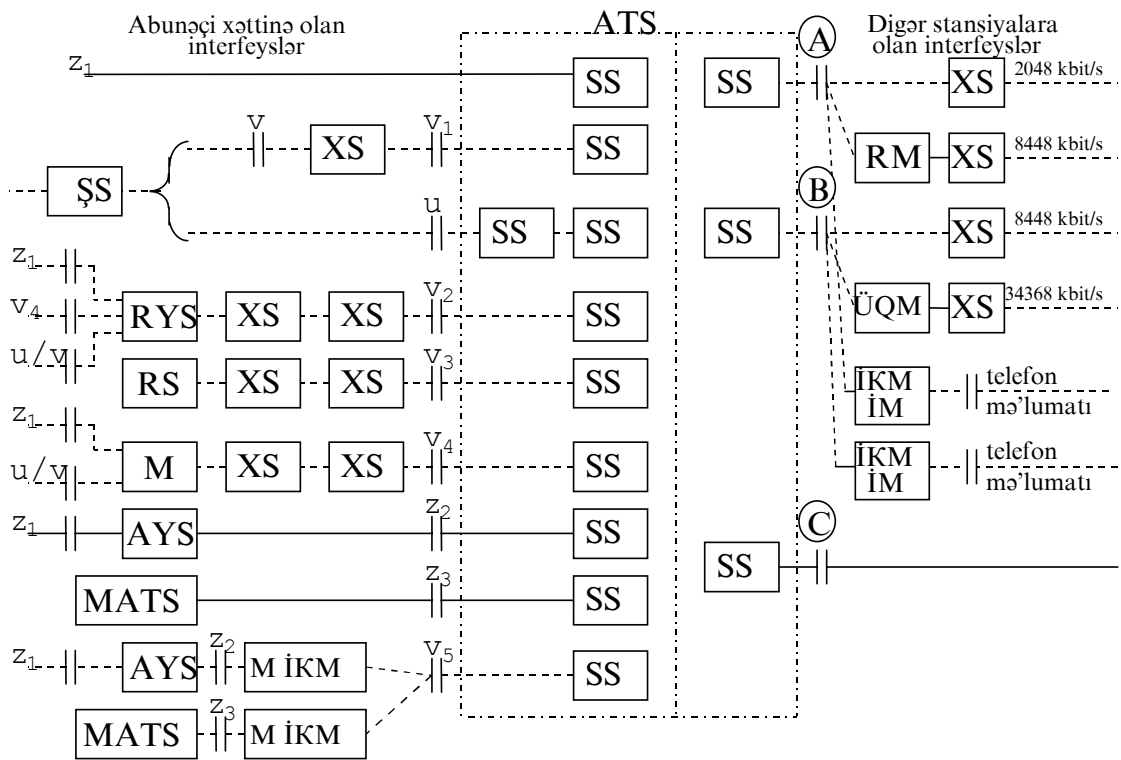 Abunəçi xəttinə olan
interfeyslər
ATS
Digər stansiyalara
olan interfeyslər
z1
SS
SS
A
XS
2048 kbit/s
v
XS
v1
SS
RM
XS
8448 kbit/s
ŞS
u
SS
SS
SS
B
XS
8448 kbit/s
z1
v4
u/v
RYS
XS
XS
v2
SS
ÜQM
XS
34368 kbit/s
RS
XS
XS
v3
SS
İKM
İM
telefon
mə'lumatı
z1
u/v
M
XS
XS
v4
SS
İKM
İM
telefon
mə'lumatı
z1
AYS
z2
SS
C
SS
MATS
z3
SS
z1
AYS
z2
M İKM
v5
SS
MATS
z3
M İKM